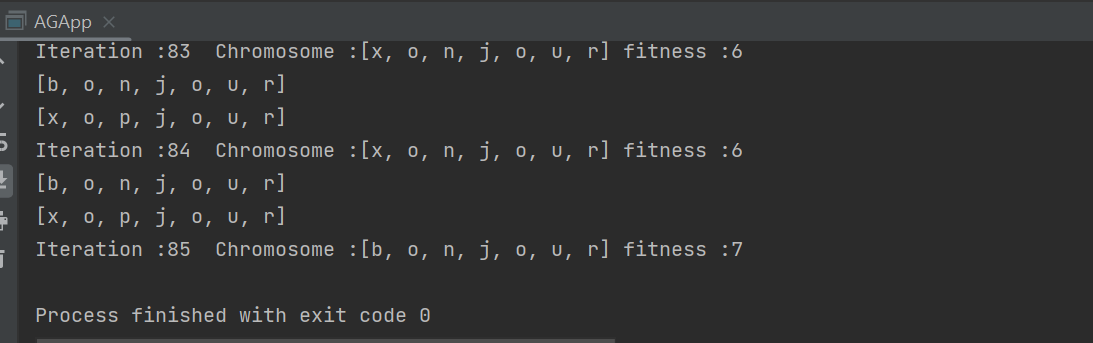 AGApp
Iteration :83  Chromosome :[x, o, n, j, o, u, r] fitness :6
[b, o, n, j, o, u, r]
[x, o, p, j, o, u, r]
Iteration :84  Chromosome :[x, o, n, j, o, u, r] fitness :6
[b, o, n, j, o, u, r]
[x, o, p, j, o, u, r]
Iteration :85  Chromosome :[b, o, n, j, o, u, r] fitness :7
Process finished with exit code 0